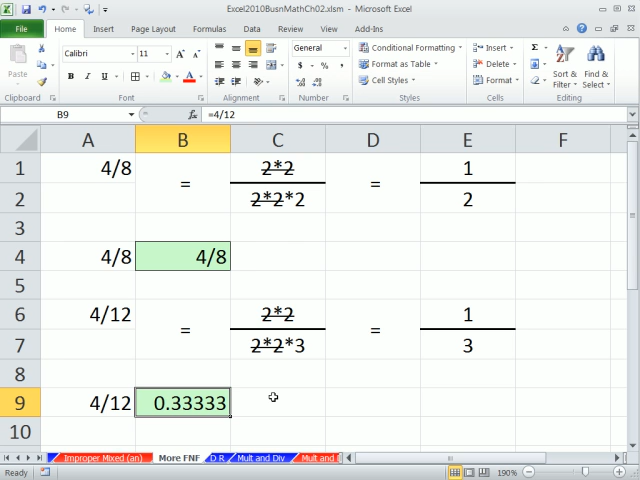 Excel2010BusnMathCh02.xlsm - Microsoft Excel
File Home Insert Page Layout Formulas Data Review View Add-Ins
Paste Calibri 11 A A General Conditional Formatting Insert Σ
B I U A $ % , Format as Table Delete Sort & Filter Find & Select
Cell Styles Format
Clipboard Font Alignment Number Styles Cells Editing
B9 fx =4/12
A B C D E F
1 4/8 = 2*2 = 1
2 2*2*2 2
3
4 4/8 4/8
5
6 4/12 = 2*2 = 1
7 2*2*3 3
8
9 4/12 0.33333
10
Improper Mixed (an) More FNF D R Mult and Div Mult and
Ready 190%